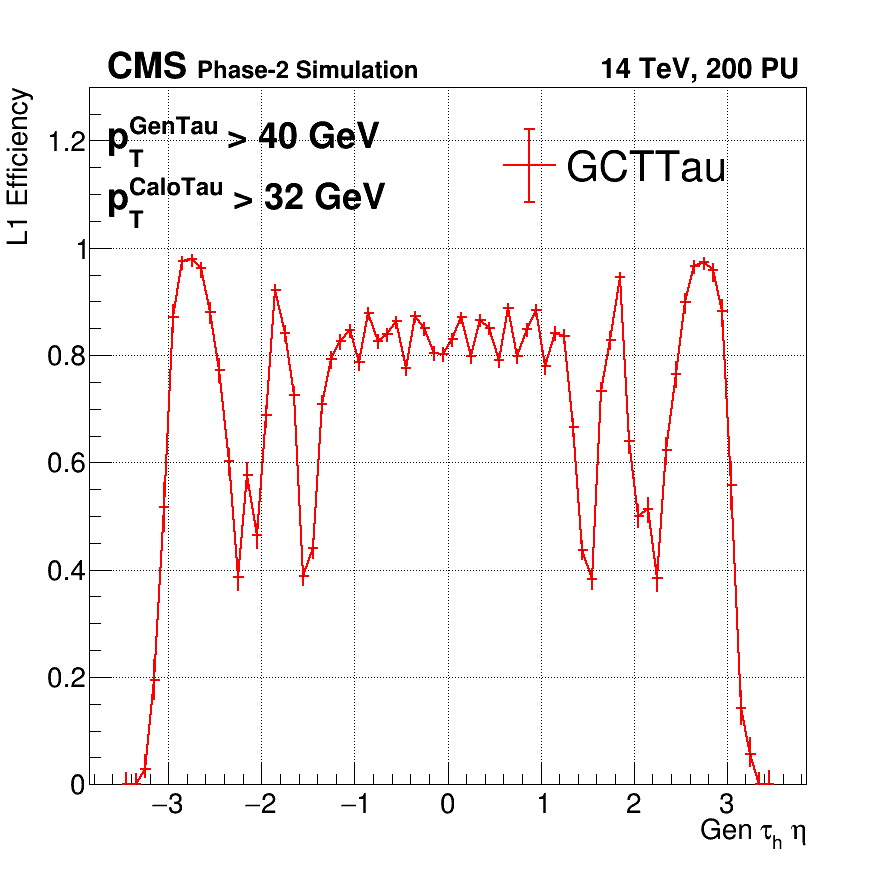 CMS Phase-2 Simulation 14 TeV, 200 PU
L1 Efficiency
p_T^GenTau > 40 GeV
p_T^CaloTau > 32 GeV
GCTTau
1.2
1
0.8
0.6
0.4
0.2
0
−3 −2 −1 0 1 2 3
Gen τ_h η